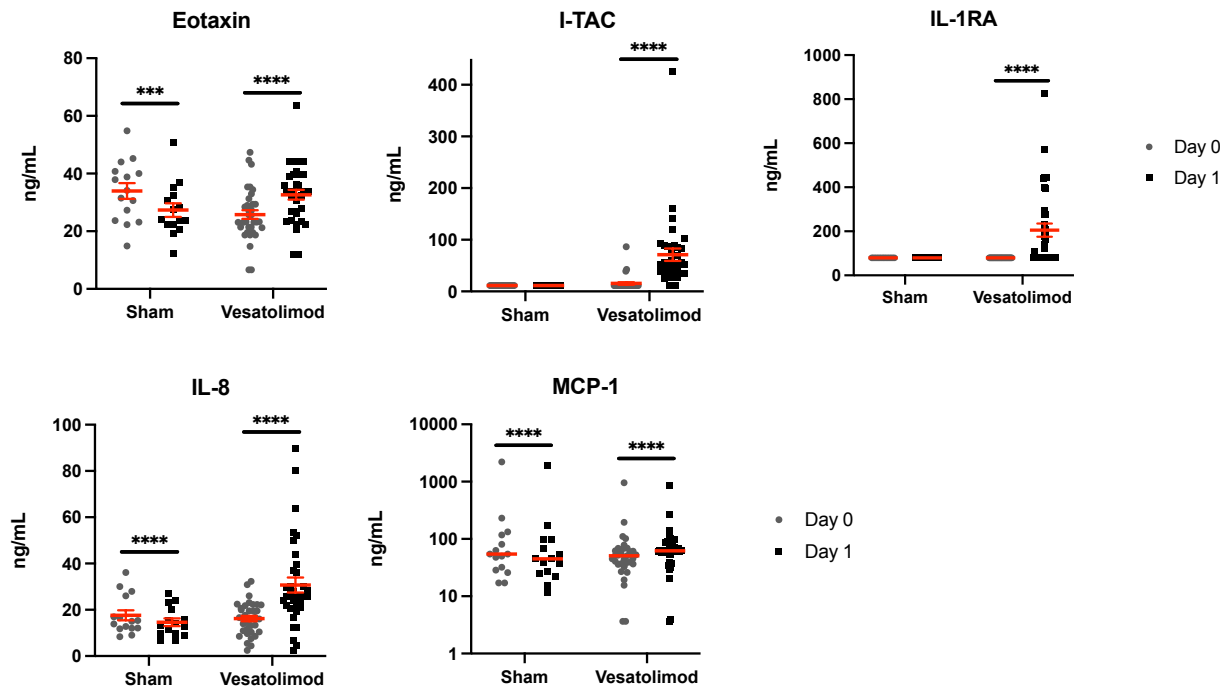 Eotaxin
ng/mL
80
60
40
20
0
***
****
Sham
Vesatolimod
I-TAC
ng/mL
400
300
200
100
0
****
Sham
Vesatolimod
IL-1RA
ng/mL
1000
800
600
400
200
0
****
Sham
Vesatolimod
Day 0
Day 1
IL-8
ng/mL
100
80
60
40
20
0
****
****
Sham
Vesatolimod
MCP-1
ng/mL
10000
1000
100
10
1
****
****
Sham
Vesatolimod
Day 0
Day 1